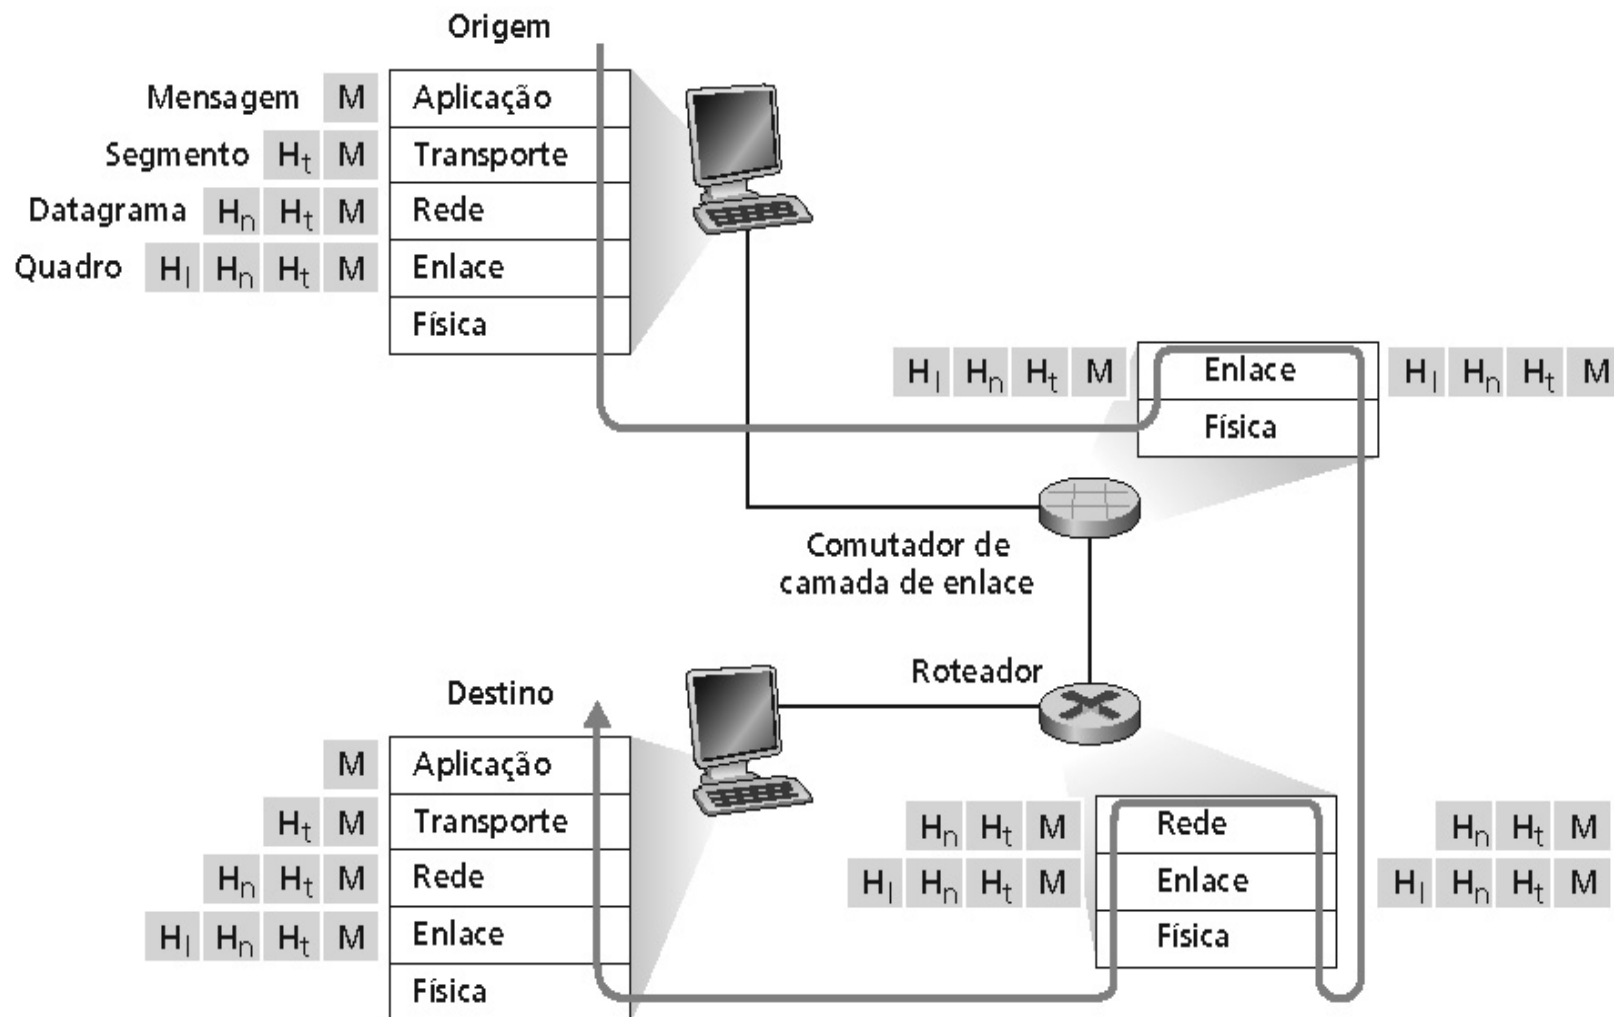 Origem
Mensagem M Aplicação
Segmento Ht M Transporte
Datagrama Hn Ht M Rede
Quadro Hl Hn Ht M Enlace
Física
Hl Hn Ht M Enlace Hl Hn Ht M
Física
Comutador de
camada de enlace
Roteador
Destino
M Aplicação
Ht M Transporte
Hn Ht M Rede
Hl Hn Ht M Enlace
Física
Hn Ht M Rede Hn Ht M
Hl Hn Ht M Enlace Hl Hn Ht M
Física